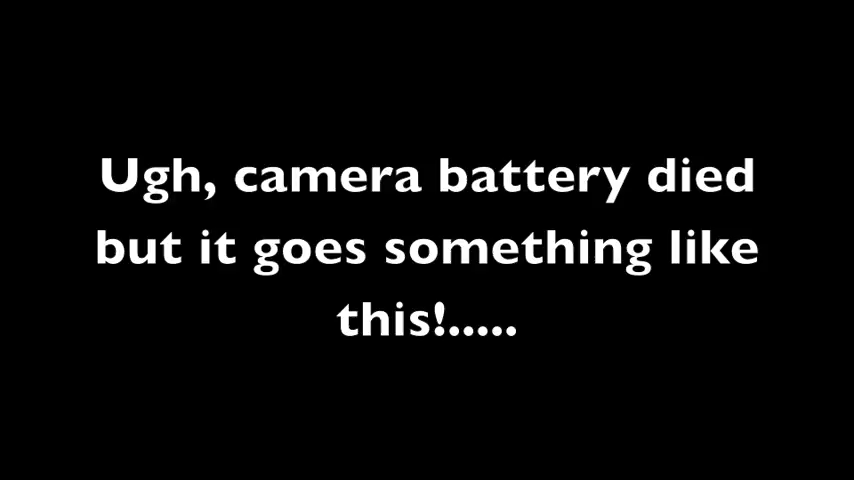 Ugh, camera battery died
but it goes something like
this!.....